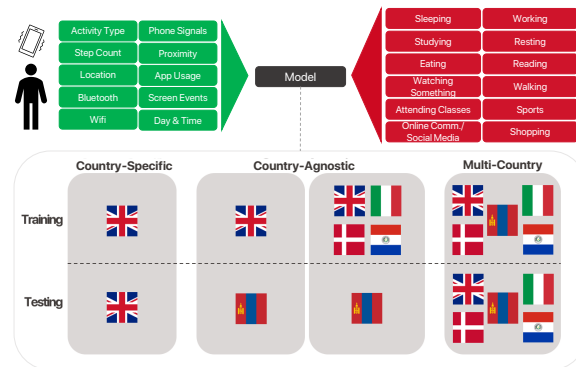 Activity Type
Phone Signals
Step Count
Proximity
Location
App Usage
Bluetooth
Screen Events
Wifi
Day & Time
Model
Sleeping
Working
Studying
Resting
Eating
Reading
Watching
Something
Walking
Attending Classes
Sports
Online Comm./
Social Media
Shopping
Country-Specific
Country-Agnostic
Multi-Country
Training
Testing